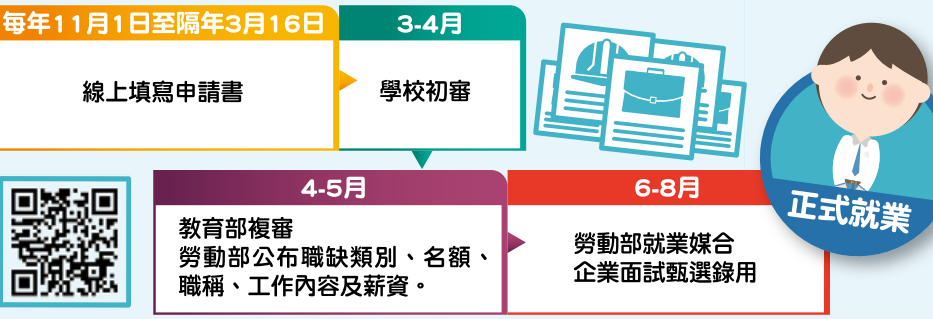 每年11月1日至隔年3月16日
線上填寫申請書
3-4月
學校初審
4-5月
教育部複審
勞動部公布職缺類別、名額、
職稱、工作內容及薪資。
6-8月
勞動部就業媒合
企業面試甄選錄用
正式就業